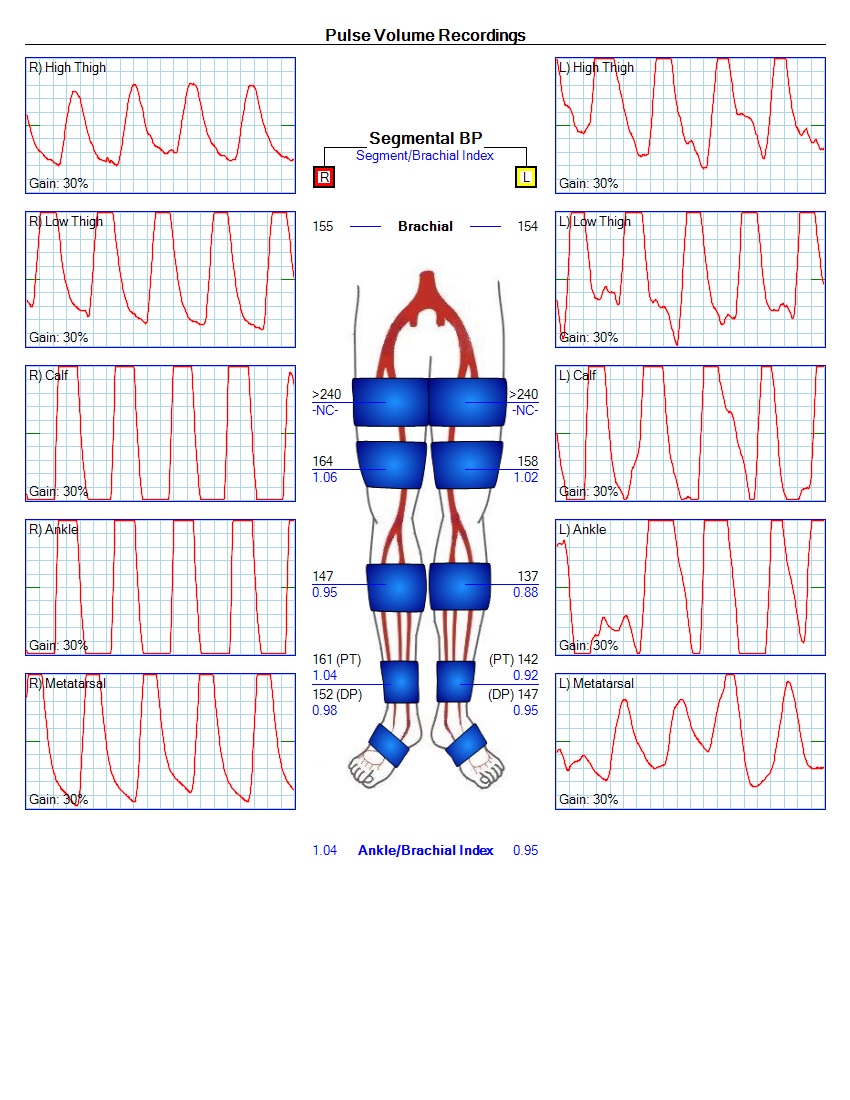 Pulse Volume Recordings
R) High Thigh
Gain: 30%
R) Low Thigh
Gain: 30%
R) Calf
Gain: 30%
R) Ankle
Gain: 30%
R) Metatarsal
Gain: 30%
Segmental BP
Segment/Brachial Index
R L
155 Brachial 154
>240 >240
-NC- -NC-
164 158
1.06 1.02
147 137
0.95 0.88
161 (PT) (PT) 142
1.04 0.92
152 (DP) (DP) 147
0.98 0.95
1.04 Ankle/Brachial Index 0.95
L) High Thigh
Gain: 30%
L) Low Thigh
Gain: 30%
L) Calf
Gain: 30%
L) Ankle
Gain: 30%
L) Metatarsal
Gain: 30%